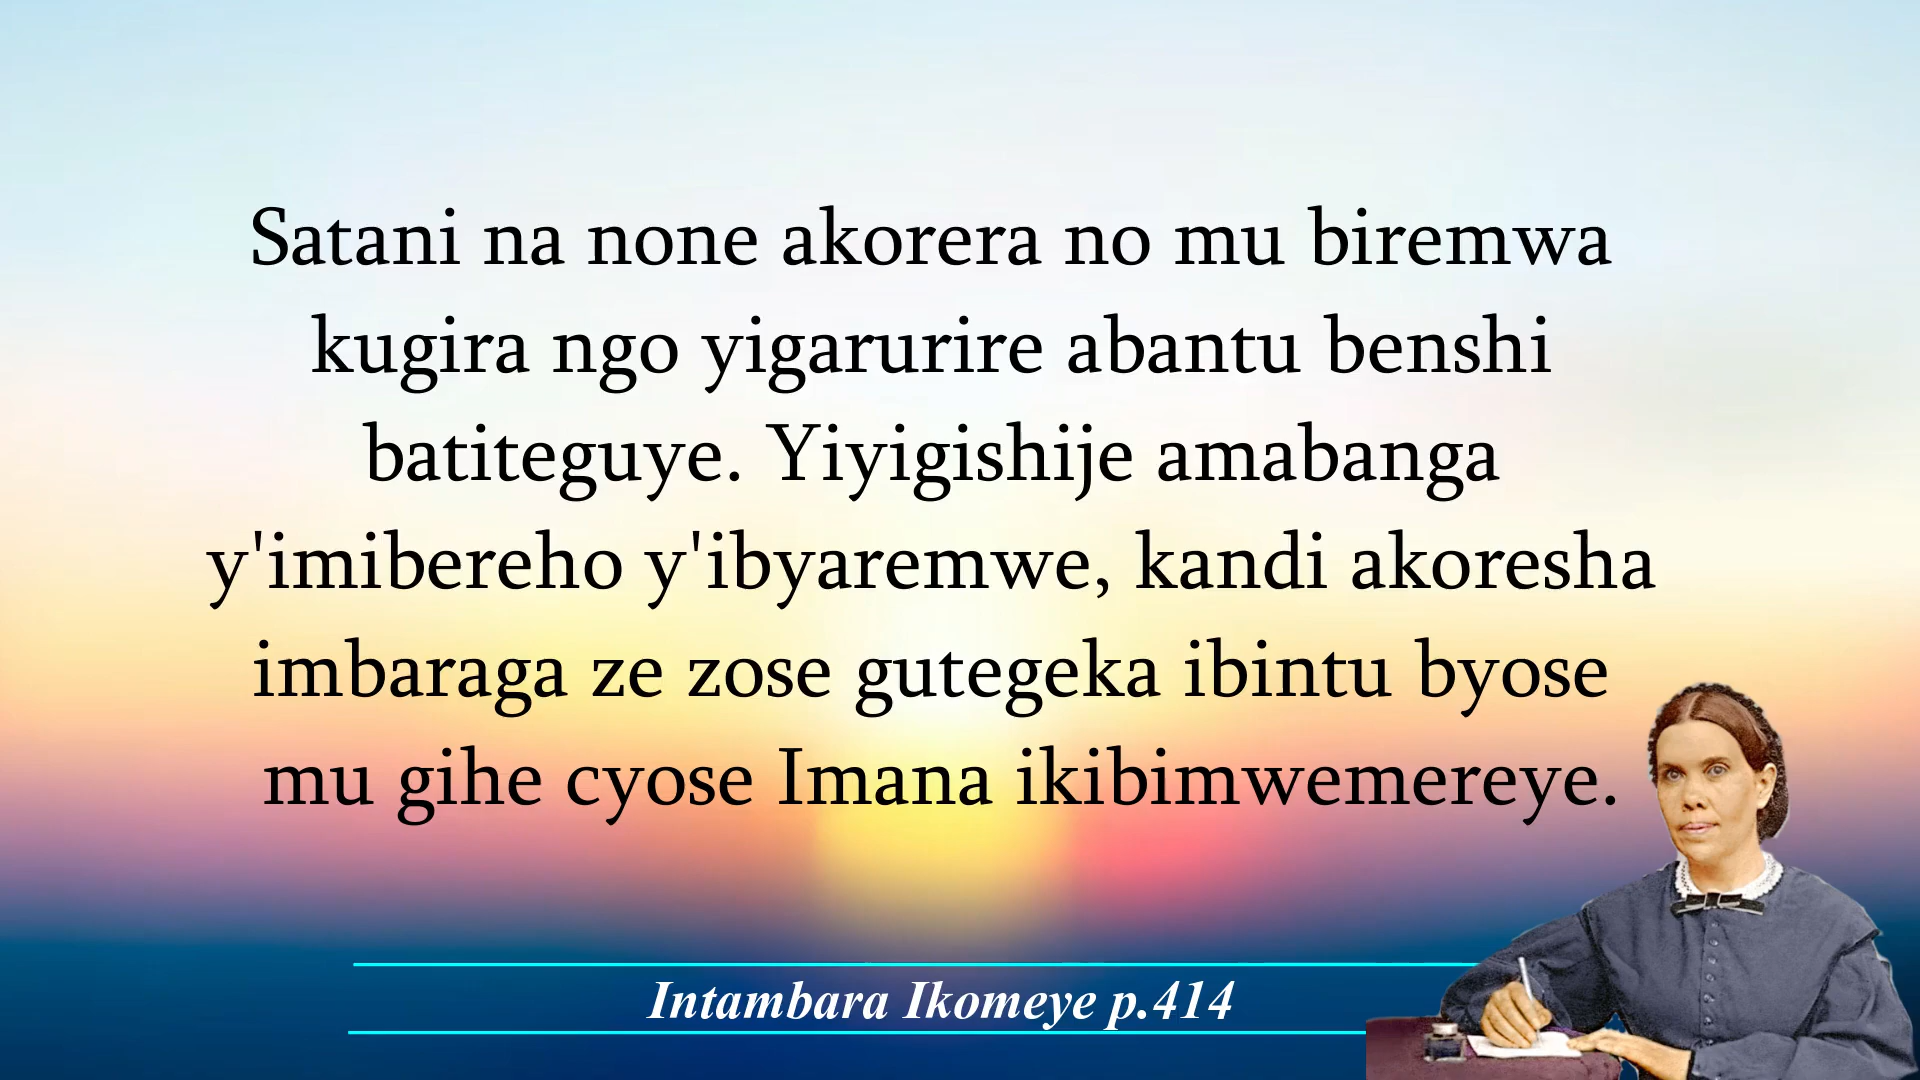 Satani na none akorera no mu biremwa
kugira ngo yigarurire abantu benshi
batiteguye. Yiyigishije amabanga
y'imibereho y'ibyaremwe, kandi akoresha
imbaraga ze zose gutegeka ibintu byose
mu gihe cyose Imana ikibimwemereye.
Intambara Ikomeye p.414